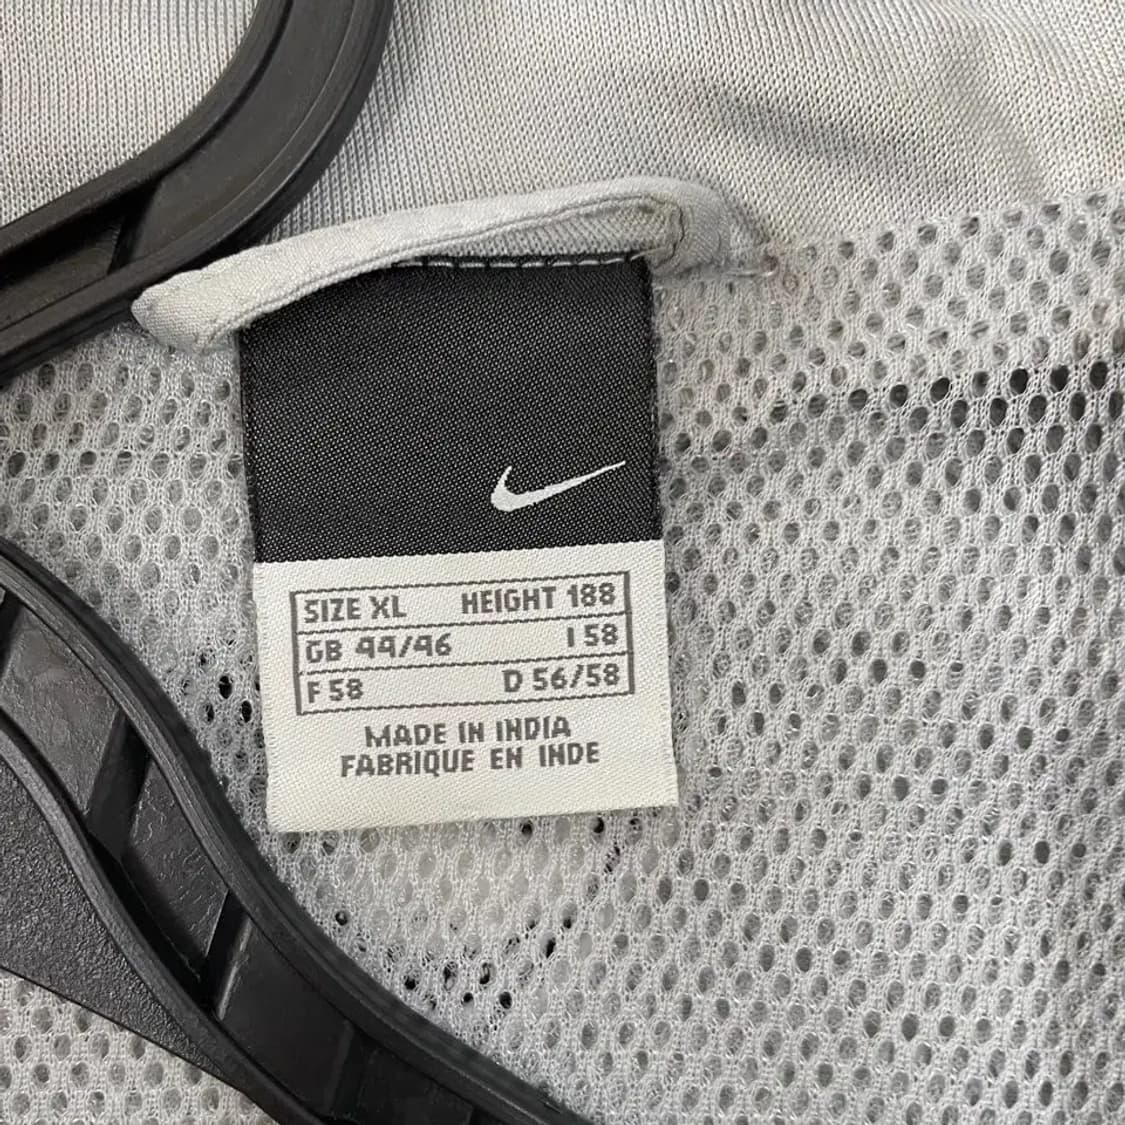 SIZE XL HEIGHT 188
GB 44/46 I 58
F 58 D 56/58
MADE IN INDIA
FABRIQUE EN INDE